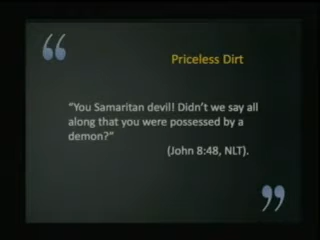 Priceless Dirt
“You Samaritan devil! Didn’t we say all
along that you were possessed by a
demon?”
(John 8:48, NLT).